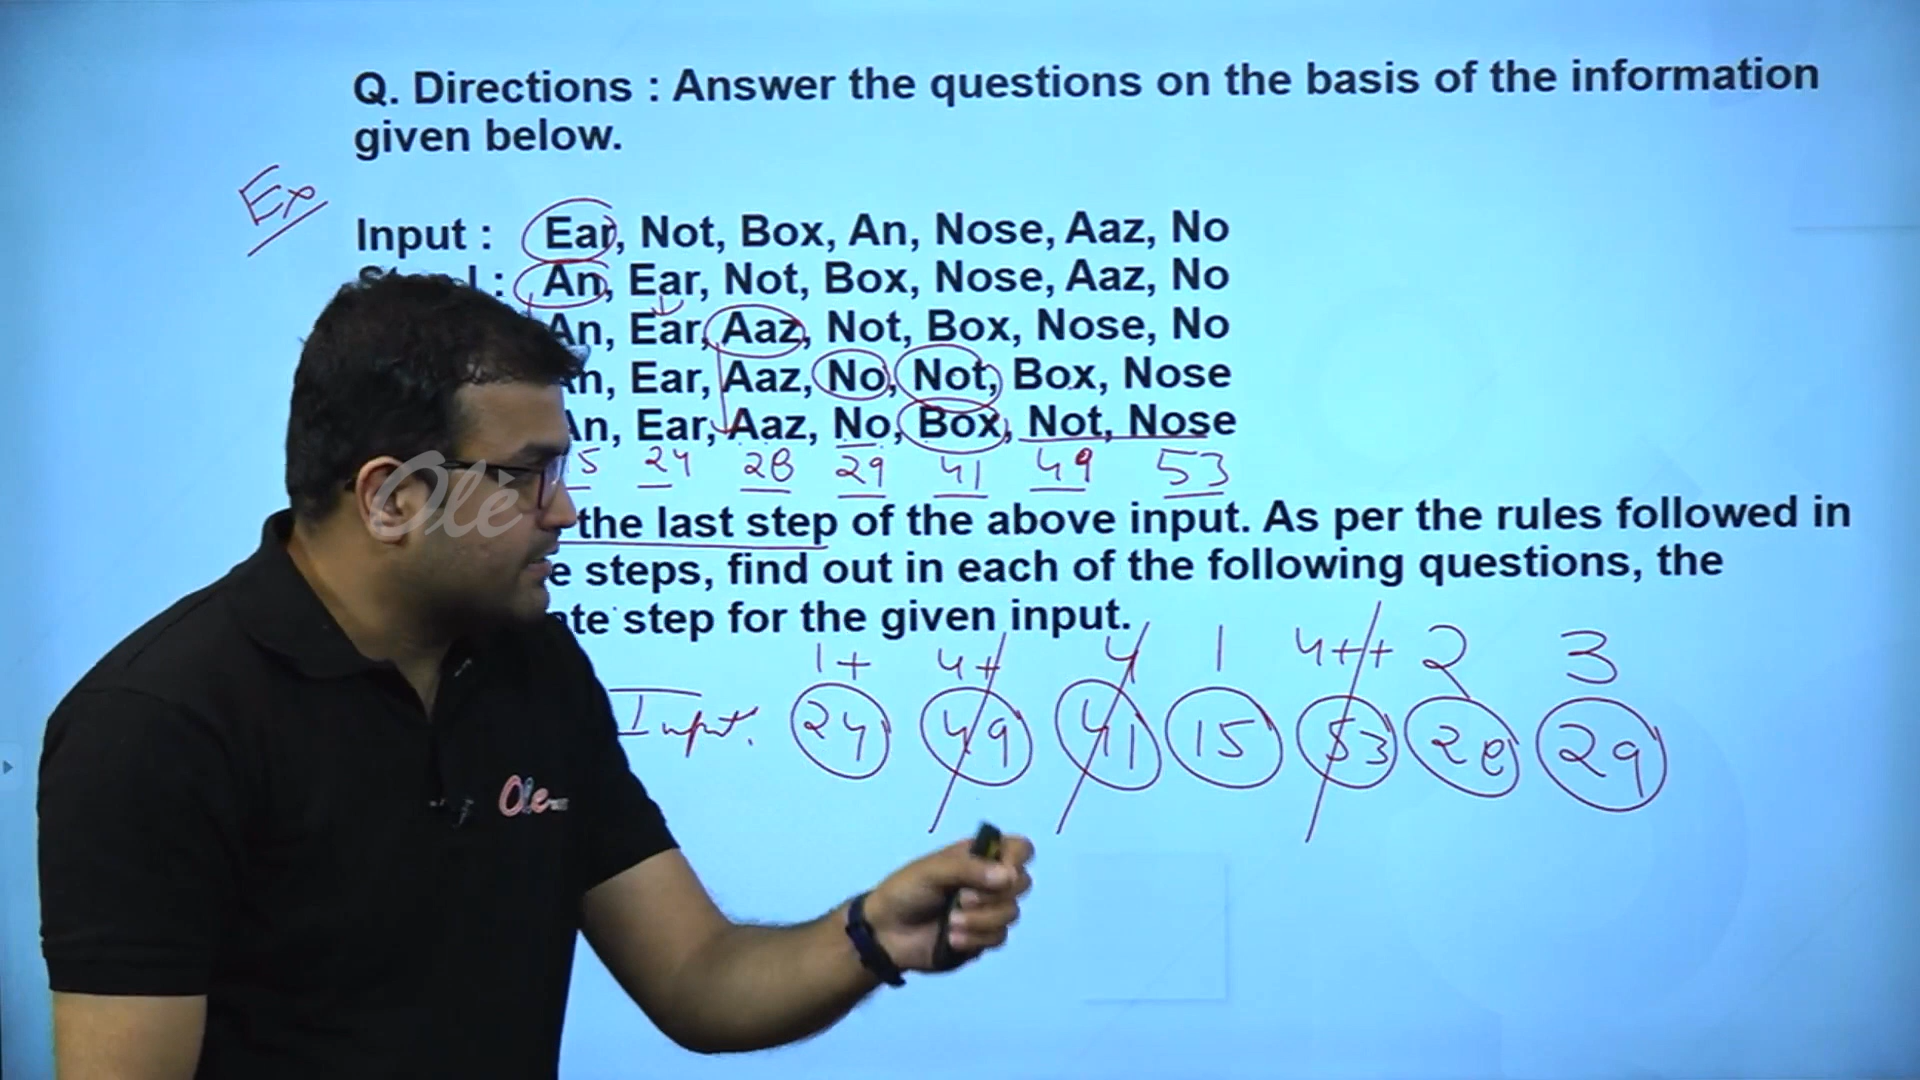 Q. Directions : Answer the questions on the basis of the information
given below.
Ex
Input : Ear, Not, Box, An, Nose, Aaz, No
: An, Ear, Not, Box, Nose, Aaz, No
An, Ear, Aaz, Not, Box, Nose, No
An, Ear, Aaz, No, Not, Box, Nose
An, Ear, Aaz, No, Box, Not, Nose
15 24 28 29 41 49 53
the last step of the above input. As per the rules followed in
steps, find out in each of the following questions, the
step for the given input.
1+ 4+ 4 1 4++ 2 3
Input. 24 49 41 15 53 28 29
Olé
Ole